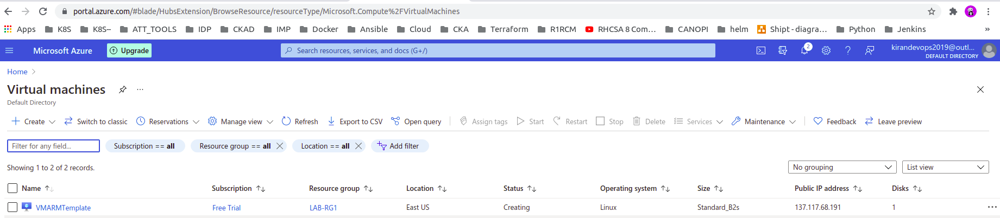 portal.azure.com/#blade/HubsExtension/BrowseResource/resourceType/Microsoft.Compute%2FVirtualMachines
Apps K8S K8S-- ATT_TOOLS IDP CKAD IMP Docker Ansible Cloud CKA Terraform R1RCM RHCSA 8 Com… CANOPI helm Shipt - diagra… Python Jenkins »
Microsoft Azure Upgrade Search resources, services, and docs (G+/) 2 kirandevops2019@outl...
DEFAULT DIRECTORY
Home >
Virtual machines ...
Default Directory
Create Switch to classic Reservations Manage view Refresh Export to CSV Open query Assign tags Start Restart Stop Delete Services Maintenance Feedback Leave preview
Filter for any field... Subscription == all Resource group == all Location == all Add filter
Showing 1 to 2 of 2 records. No grouping List view
Name Subscription Resource group Location Status Operating system Size Public IP address Disks
VMARMTemplate Free Trial LAB-RG1 East US Creating Linux Standard_B2s 137.117.68.191 1 ...